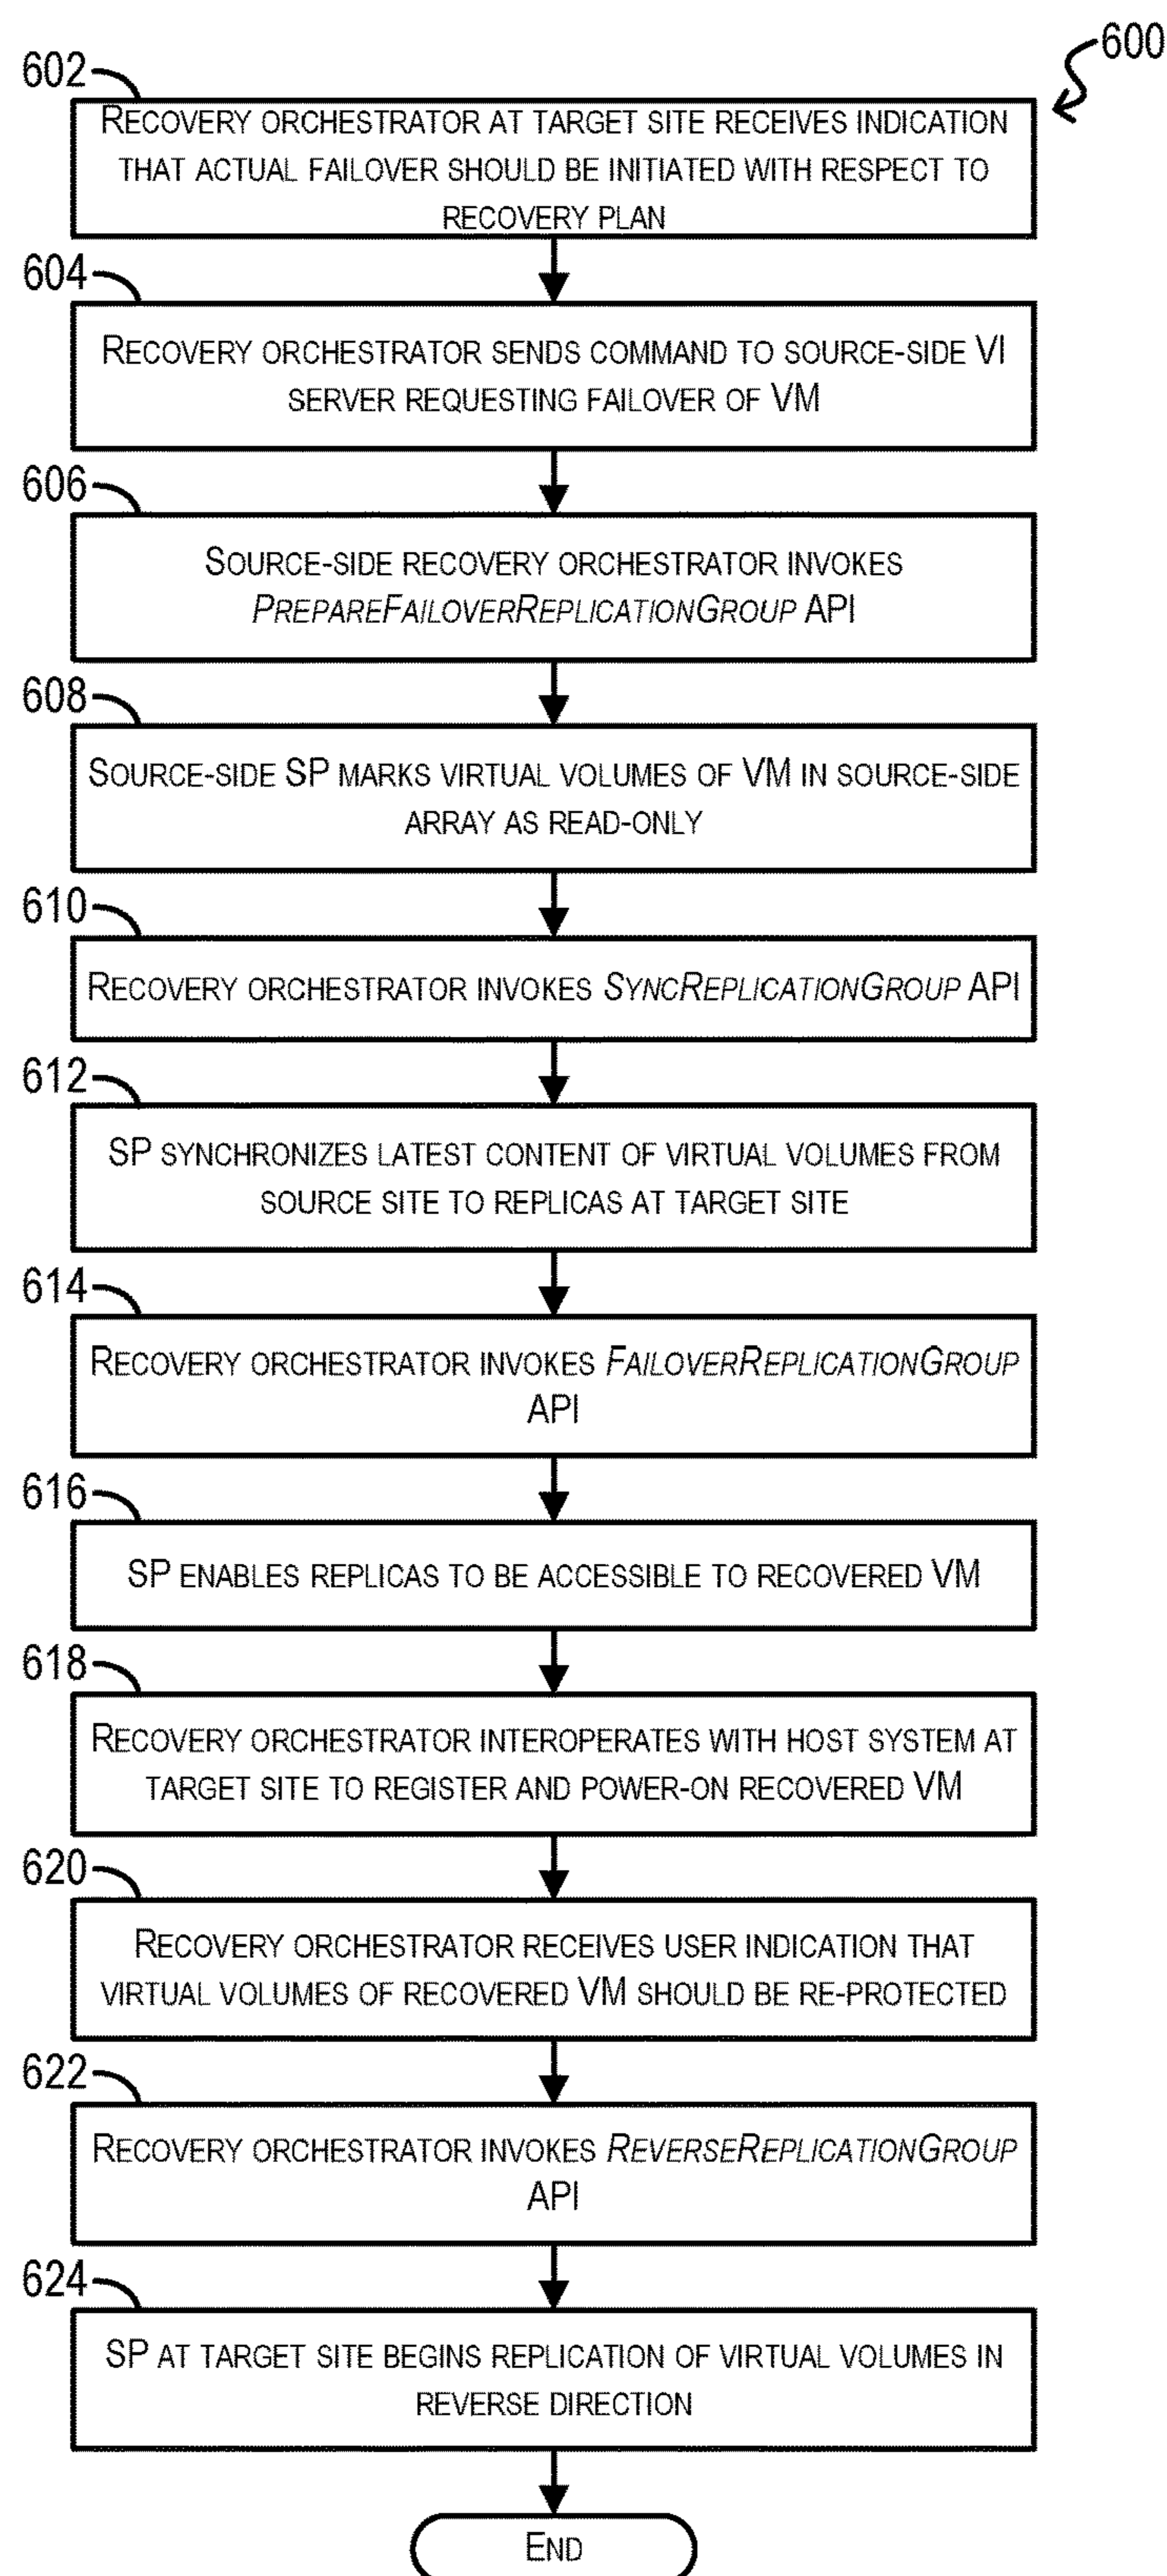 600
602
RECOVERY ORCHESTRATOR AT TARGET SITE RECEIVES INDICATION
THAT ACTUAL FAILOVER SHOULD BE INITIATED WITH RESPECT TO
RECOVERY PLAN
604
RECOVERY ORCHESTRATOR SENDS COMMAND TO SOURCE-SIDE VI
SERVER REQUESTING FAILOVER OF VM
606
SOURCE-SIDE RECOVERY ORCHESTRATOR INVOKES
PREPAREFAILOVERREPLICATIONGROUP API
608
SOURCE-SIDE SP MARKS VIRTUAL VOLUMES OF VM IN SOURCE-SIDE
ARRAY AS READ-ONLY
610
RECOVERY ORCHESTRATOR INVOKES SYNCREPLICATIONGROUP API
612
SP SYNCHRONIZES LATEST CONTENT OF VIRTUAL VOLUMES FROM
SOURCE SITE TO REPLICAS AT TARGET SITE
614
RECOVERY ORCHESTRATOR INVOKES FAILOVERREPLICATIONGROUP
API
616
SP ENABLES REPLICAS TO BE ACCESSIBLE TO RECOVERED VM
618
RECOVERY ORCHESTRATOR INTEROPERATES WITH HOST SYSTEM AT
TARGET SITE TO REGISTER AND POWER-ON RECOVERED VM
620
RECOVERY ORCHESTRATOR RECEIVES USER INDICATION THAT
VIRTUAL VOLUMES OF RECOVERED VM SHOULD BE RE-PROTECTED
622
RECOVERY ORCHESTRATOR INVOKES REVERSEREPLICATIONGROUP
API
624
SP AT TARGET SITE BEGINS REPLICATION OF VIRTUAL VOLUMES IN
REVERSE DIRECTION
END